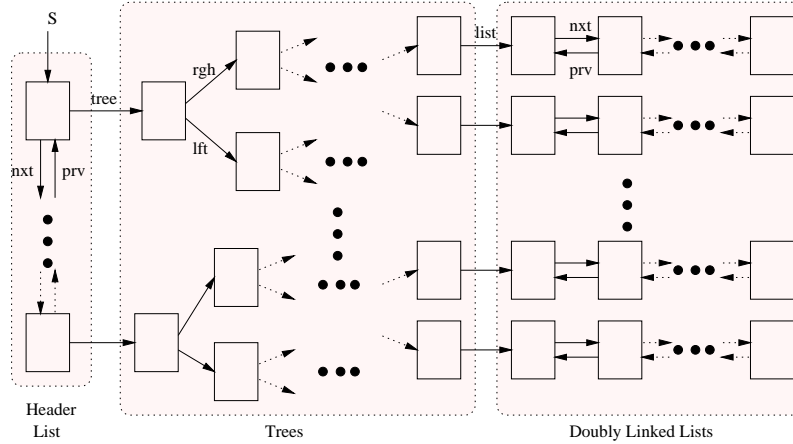 S
list
nxt
prv
rgh
tree
lft
nxt
prv
Header
List
Trees
Doubly Linked Lists